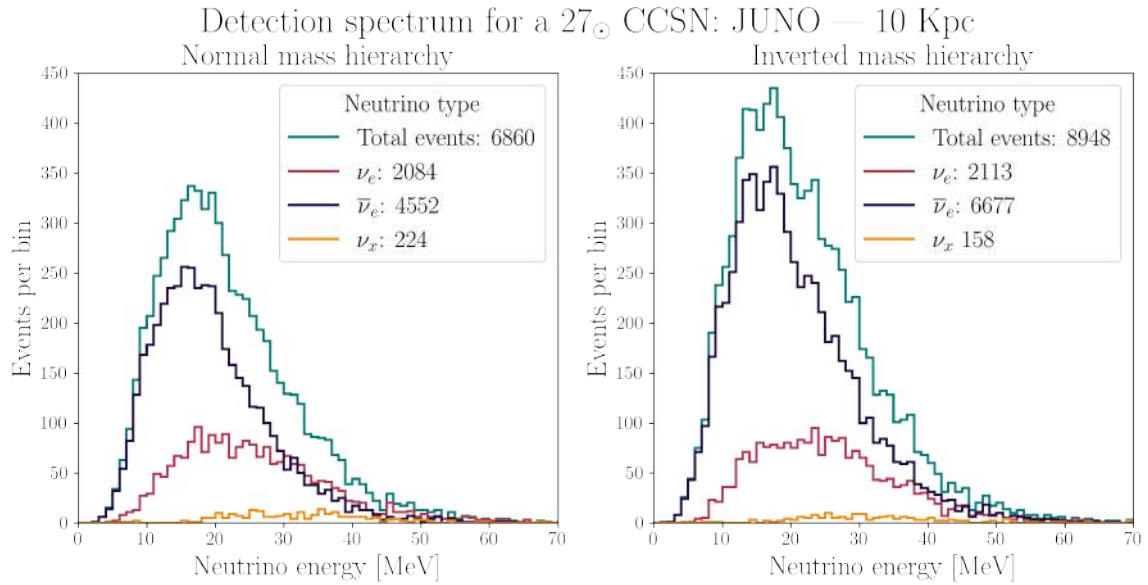 Detection spectrum for a 27⊙ CCSN: JUNO — 10 Kpc
Normal mass hierarchy
450
400
350
300
250
200
150
100
50
0
Events per bin
Neutrino type
Total events: 6860
νₑ: 2084
ν̅ₑ: 4552
νₓ: 224
0 10 20 30 40 50 60 70
Neutrino energy [MeV]
Inverted mass hierarchy
450
400
350
300
250
200
150
100
50
0
Events per bin
Neutrino type
Total events: 8948
νₑ: 2113
ν̅ₑ: 6677
νₓ 158
0 10 20 30 40 50 60 70
Neutrino energy [MeV]